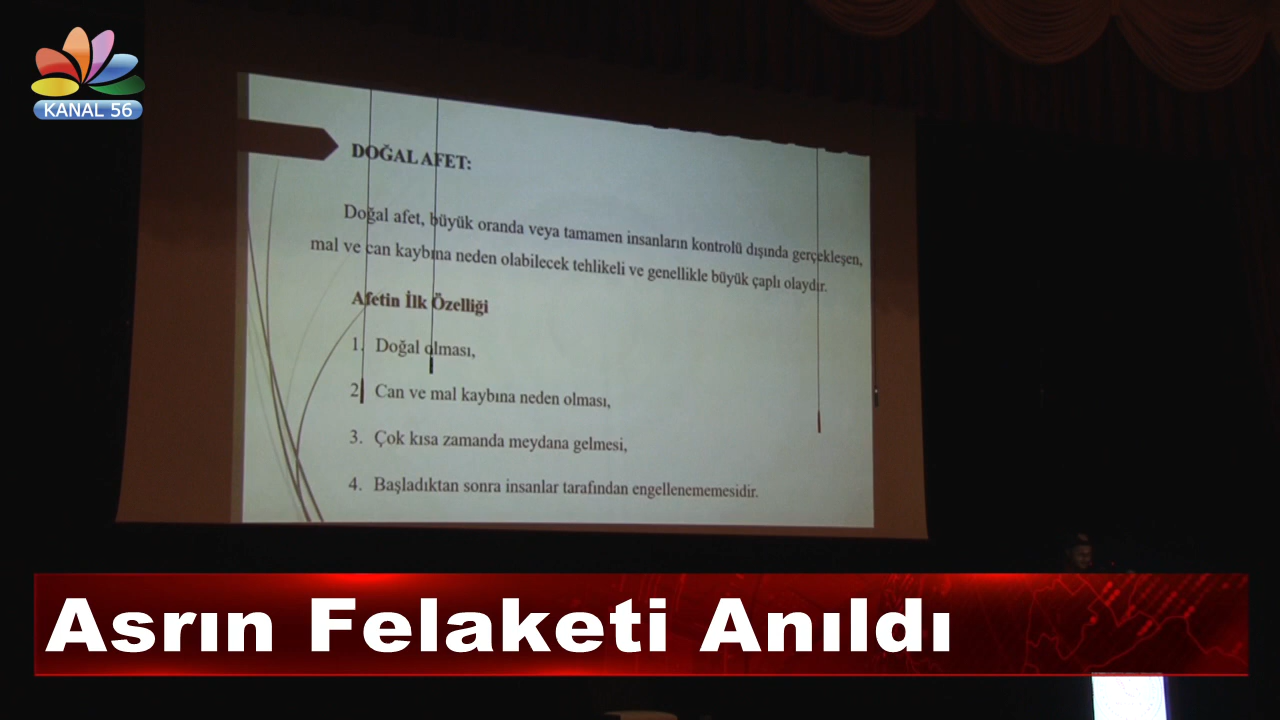 KANAL 56
DOĞAL AFET:
Doğal afet, büyük oranda veya tamamen insanların kontrolü dışında gerçekleşen,
mal ve can kaybına neden olabilecek tehlikeli ve genellikle büyük çaplı olaydır.
Afetin İlk Özelliği
1. Doğal olması,
2. Can ve mal kaybına neden olması,
3. Çok kısa zamanda meydana gelmesi,
4. Başladıktan sonra insanlar tarafından engellenememesidir.
Asrın Felaketi Anıldı